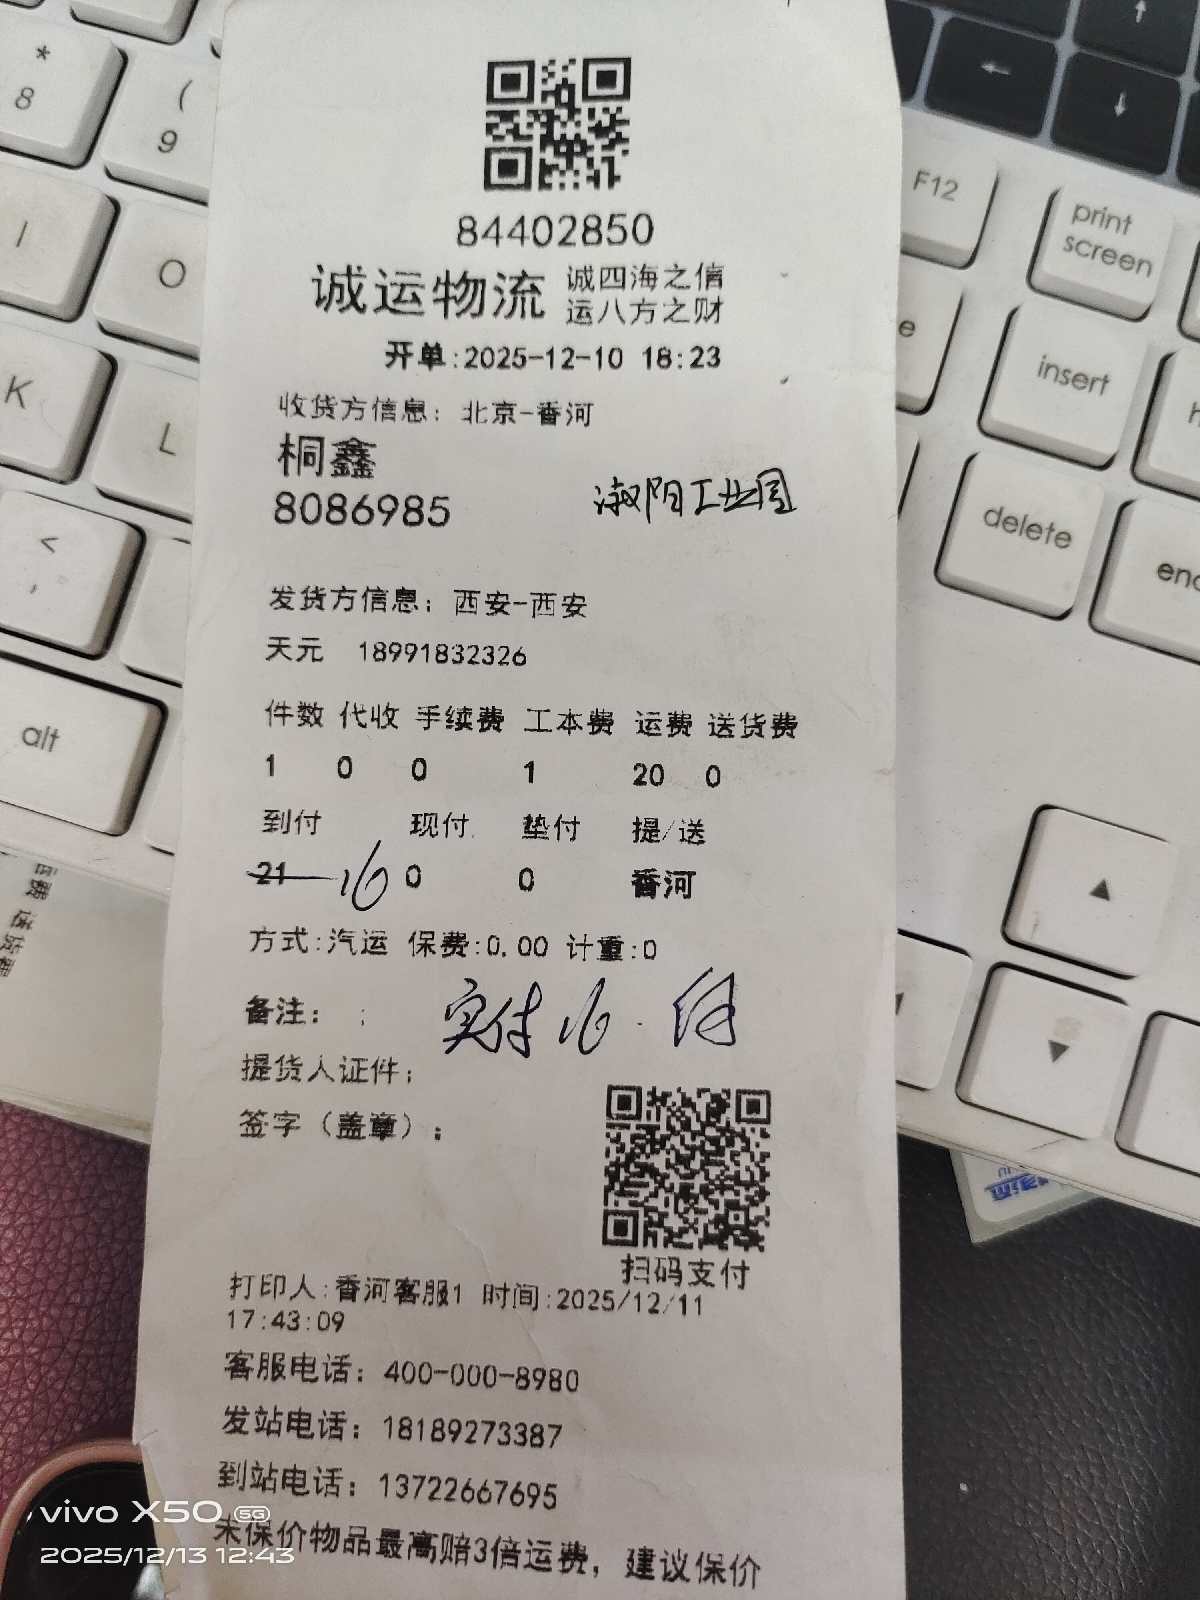 84402850
诚运物流 诚四海之信
运八方之财
开单:2025-12-10 18:23
收货方信息: 北京-香河
桐鑫
8086985
淑阳工业园
发货方信息: 西安-西安
天元 18991832326
件数 代收 手续费 工本费 运费 送货费
1 0 0 1 20 0
到付 现付 垫付 提/送
21 16 0 0 香河
方式:汽运 保费:0.00 计重:0
备注: ;
实付16.
提货人证件:
签字（盖章）:
扫码支付
打印人:香河客服1 时间:2025/12/11
17:43:09
客服电话: 400-000-8980
发站电话: 18189273387
到站电话: 13722667695
未保价物品最高赔3倍运费, 建议保价
* 8
( 9
I
O
K
L
<
,
alt
F12
print
screen
insert
delete
vivo X50 5G
2025/12/13 12:43